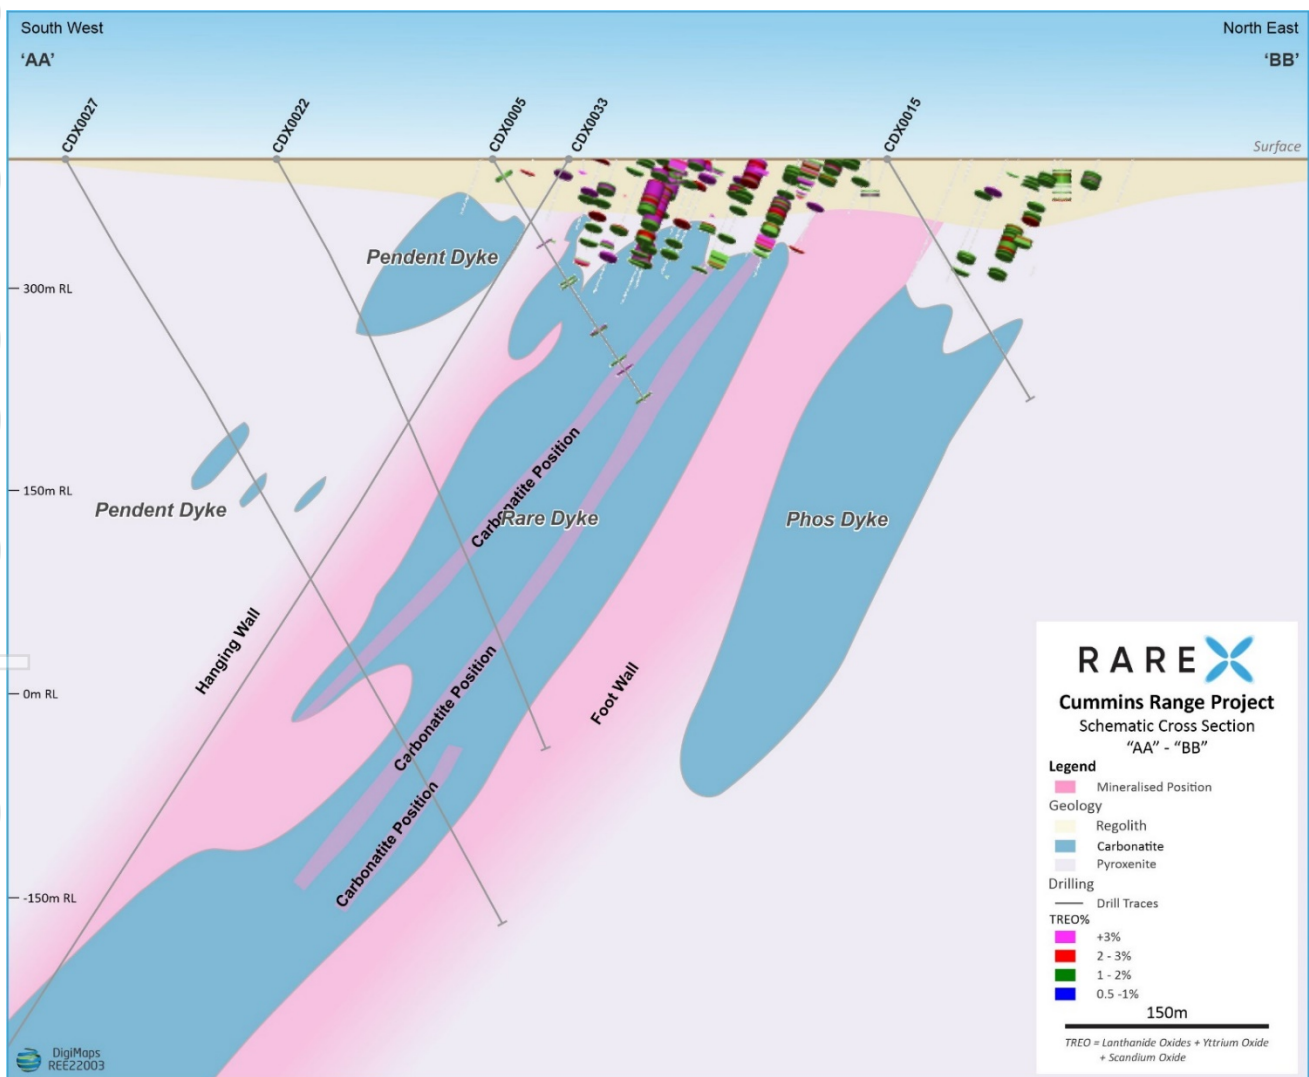 South West
North East
‘AA’
‘BB’
CDX0027
CDX0022
CDX0005
CDX0033
CDX0015
Surface
Pendent Dyke
300m RL
150m RL
Pendent Dyke
Carbonatite Position
Rare Dyke
Phos Dyke
Hanging Wall
0m RL
Carbonatite Position
Foot Wall
Carbonatite Position
-150m RL
RAREX
Cummins Range Project
Schematic Cross Section
“AA” - “BB”
Legend
Mineralised Position
Geology
Regolith
Carbonatite
Pyroxenite
Drilling
Drill Traces
TREO%
+3%
2 - 3%
1 - 2%
0.5 -1%
150m
TREO = Lanthanide Oxides + Yttrium Oxide
+ Scandium Oxide
DigiMaps
REE22003